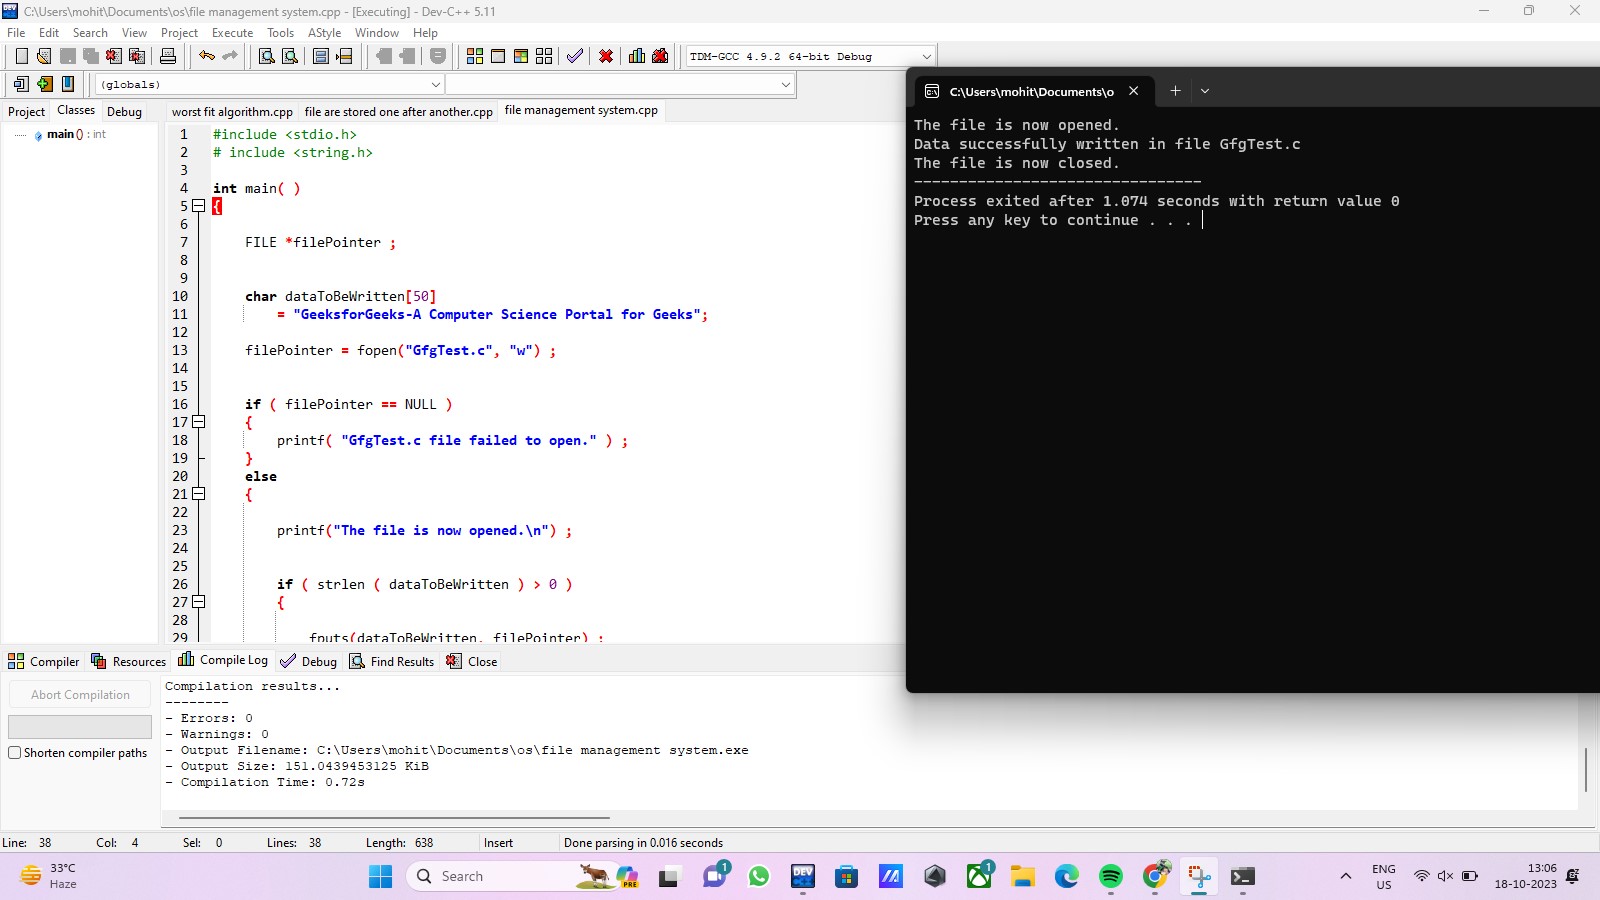 C:\Users\mohit\Documents\os\file management system.cpp - [Executing] - Dev-C++ 5.11
File Edit Search View Project Execute Tools AStyle Window Help
TDM-GCC 4.9.2 64-bit Debug
(globals)
Project Classes Debug
worst fit algorithm.cpp file are stored one after another.cpp file management system.cpp
main () : int
1 #include <stdio.h>
2 # include <string.h>
3
4 int main( )
5 {
6
7 FILE *filePointer ;
8
9
10 char dataToBeWritten[50]
11 = "GeeksforGeeks-A Computer Science Portal for Geeks";
12
13 filePointer = fopen("GfgTest.c", "w") ;
14
15
16 if ( filePointer == NULL )
17 {
18 printf( "GfgTest.c file failed to open." ) ;
19 }
20 else
21 {
22
23 printf("The file is now opened.\n") ;
24
25
26 if ( strlen ( dataToBeWritten ) > 0 )
27 {
28
29 fputs(dataToBeWritten, filePointer) ;
C:\Users\mohit\Documents\o
The file is now opened.
Data successfully written in file GfgTest.c
The file is now closed.
--------------------------------
Process exited after 1.074 seconds with return value 0
Press any key to continue . . .
Compiler Resources Compile Log Debug Find Results Close
Abort Compilation
Shorten compiler paths
Compilation results...
--------
- Errors: 0
- Warnings: 0
- Output Filename: C:\Users\mohit\Documents\os\file management system.exe
- Output Size: 151.0439453125 KiB
- Compilation Time: 0.72s
Line: 38 Col: 4 Sel: 0 Lines: 38 Length: 638 Insert Done parsing in 0.016 seconds
33°C
Haze
Search
PRE
1
DEV
1
ENG
US
13:06
18-10-2023